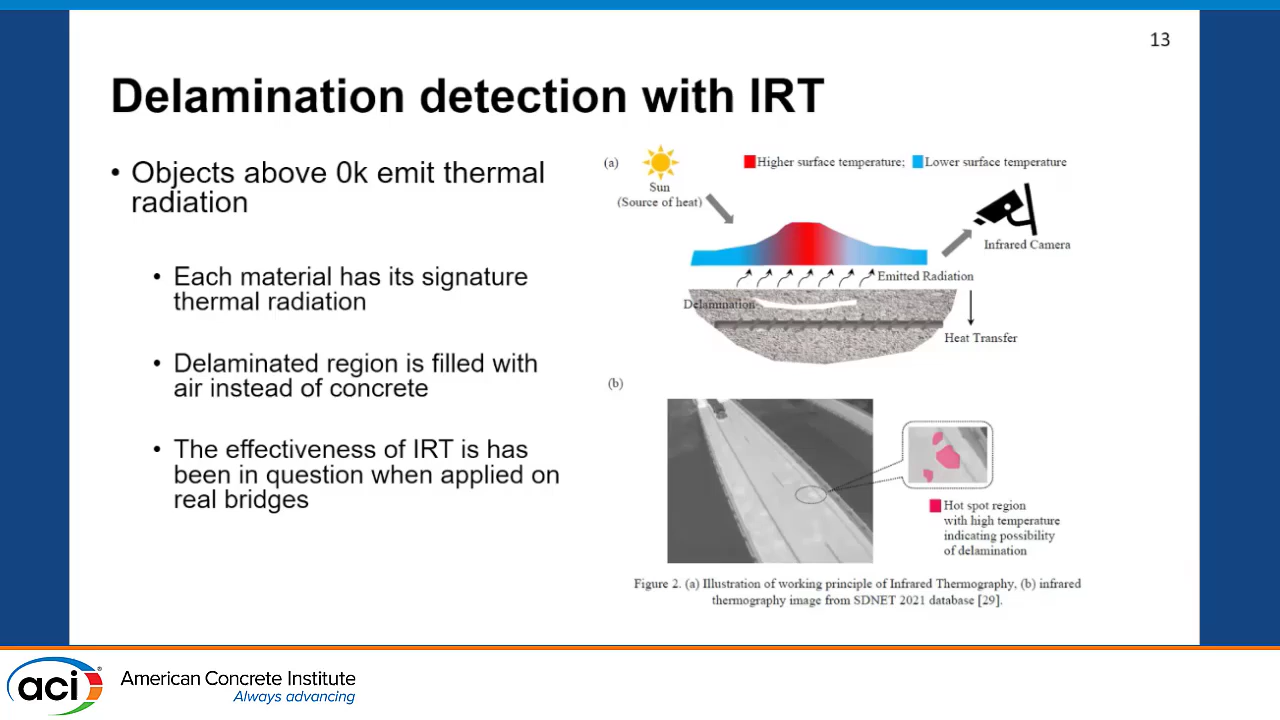 13
Delamination detection with IRT
• Objects above 0k emit thermal
radiation
• Each material has its signature
thermal radiation
• Delaminated region is filled with
air instead of concrete
• The effectiveness of IRT is has
been in question when applied on
real bridges
(a)
Sun
(Source of heat)
Higher surface temperature;
Lower surface temperature
Infrared Camera
Emitted Radiation
Delamination
Heat Transfer
(b)
Hot spot region
with high temperature
indicating possibility
of delamination
Figure 2. (a) Illustration of working principle of Infrared Thermography, (b) infrared
thermography image from SDNET 2021 database [29].
aci®
American Concrete Institute
Always advancing